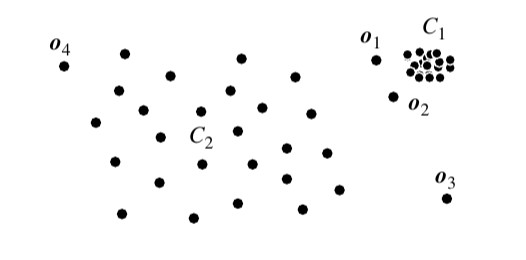 C₁
o₁
o₄
o₂
C₂
o₃